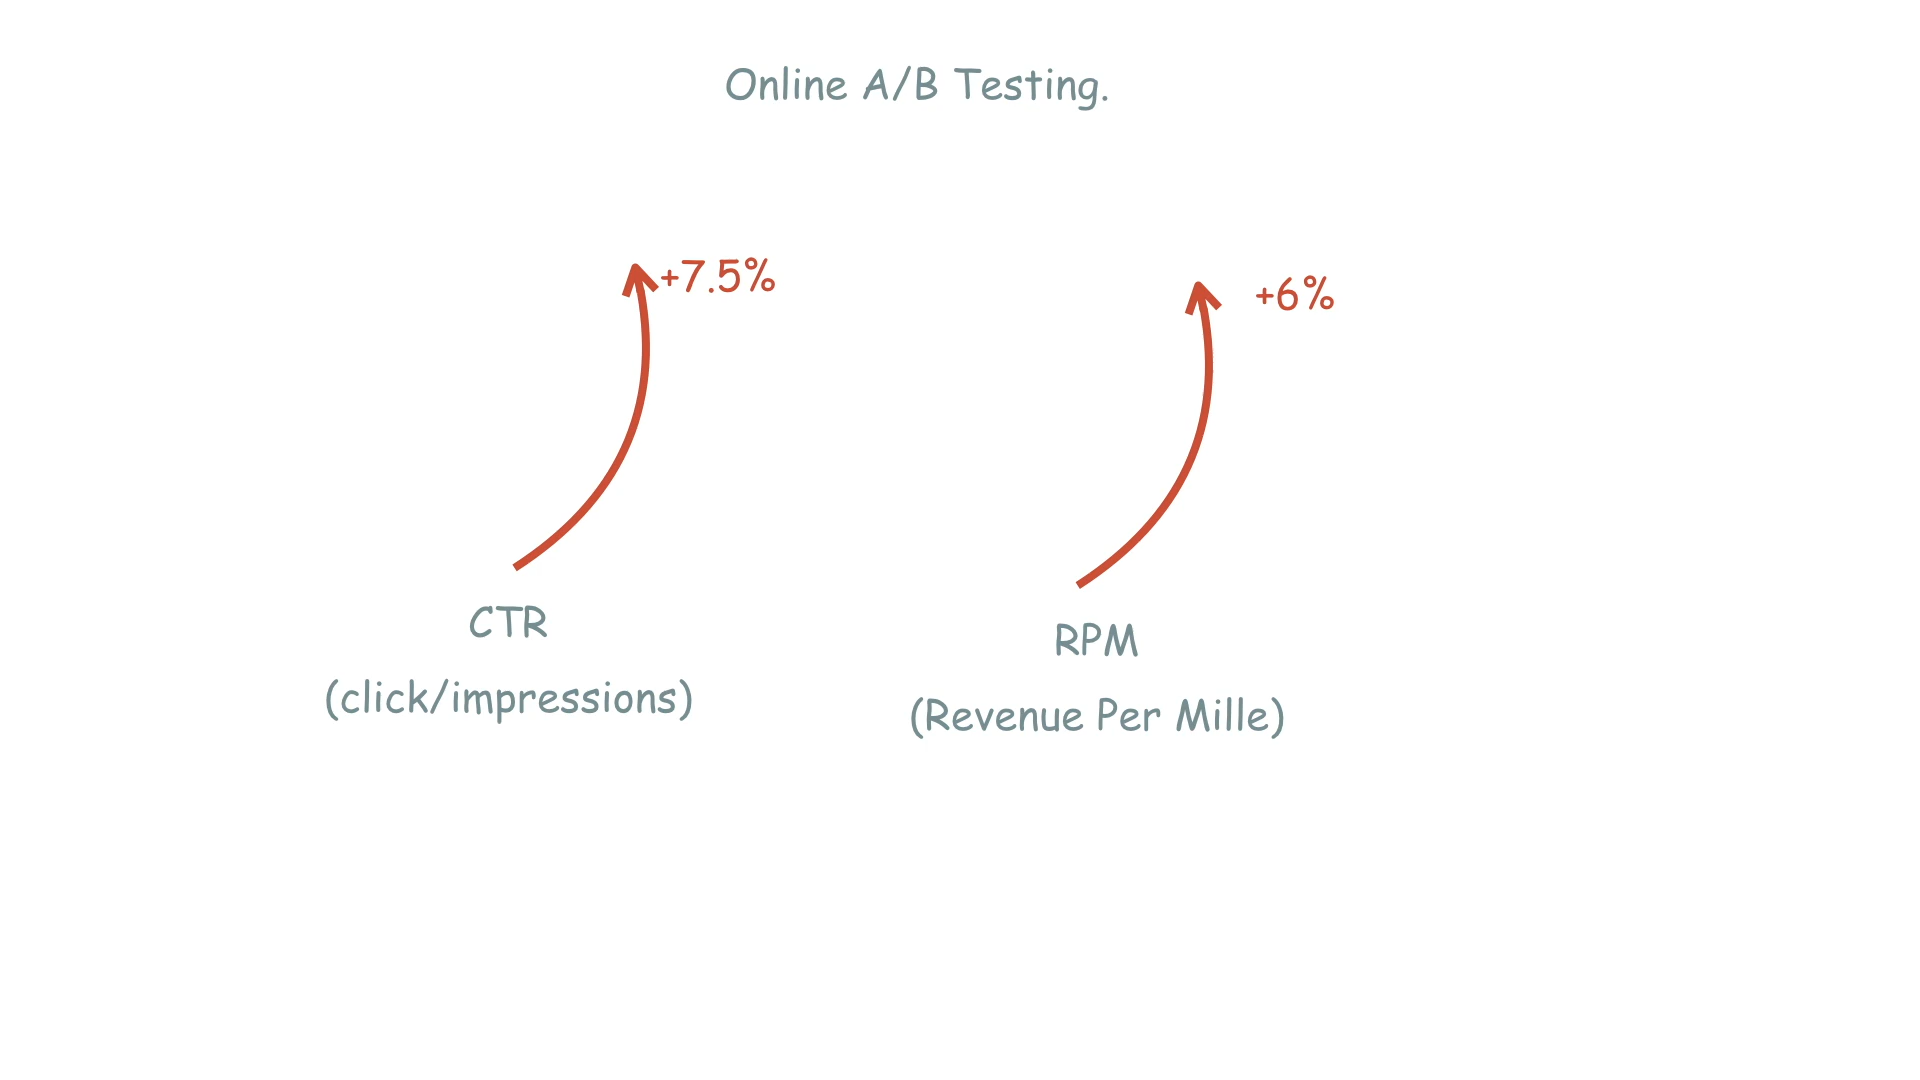 Online A/B Testing.
+7.5%
+6%
CTR
(click/impressions)
RPM
(Revenue Per Mille)